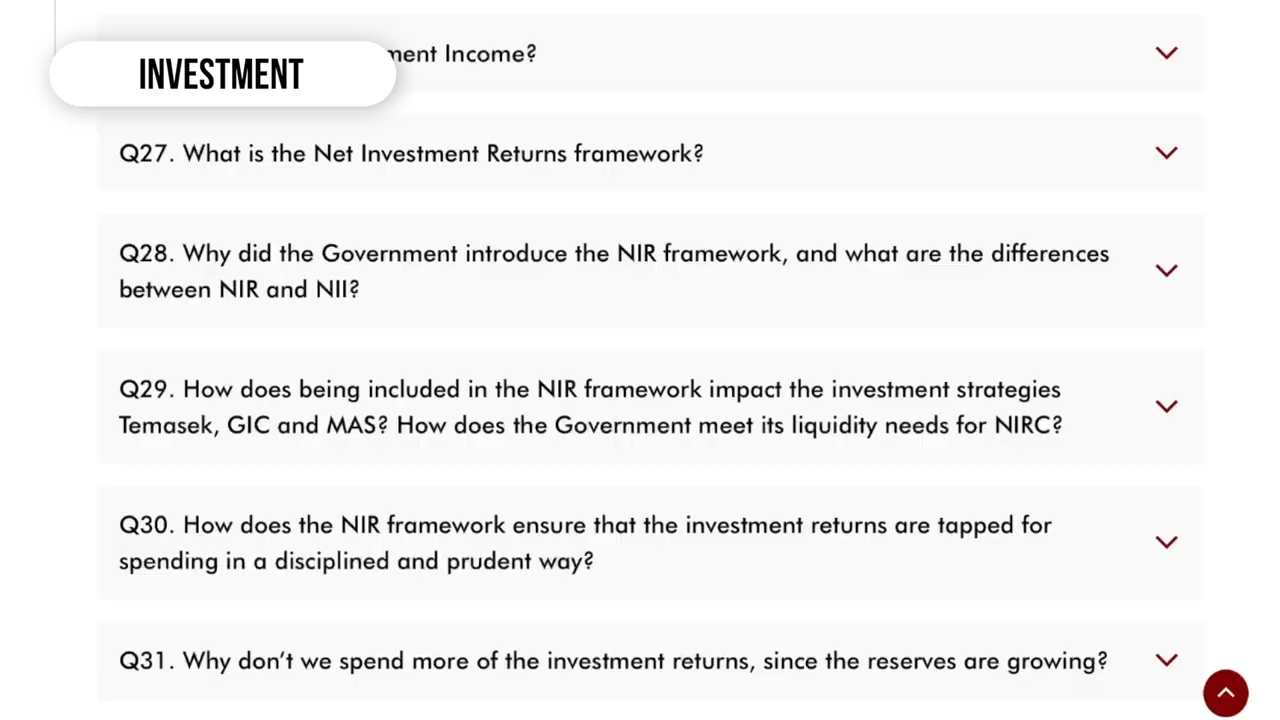 INVESTMENT
Income?
Q27. What is the Net Investment Returns framework?
Q28. Why did the Government introduce the NIR framework, and what are the differences
between NIR and NII?
Q29. How does being included in the NIR framework impact the investment strategies
Temasek, GIC and MAS? How does the Government meet its liquidity needs for NIRC?
Q30. How does the NIR framework ensure that the investment returns are tapped for
spending in a disciplined and prudent way?
Q31. Why don't we spend more of the investment returns, since the reserves are growing?